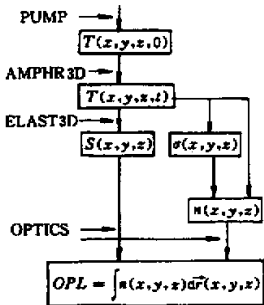 PUMP
T(x,y,z,0)
AMPHR3D
T(x,y,z,t)
ELAST3D
S(x,y,z) σ(x,y,z)
n(x,y,z)
OPTICS
OPL = ∫n(x,y,z)dr⃗(x,y,z)